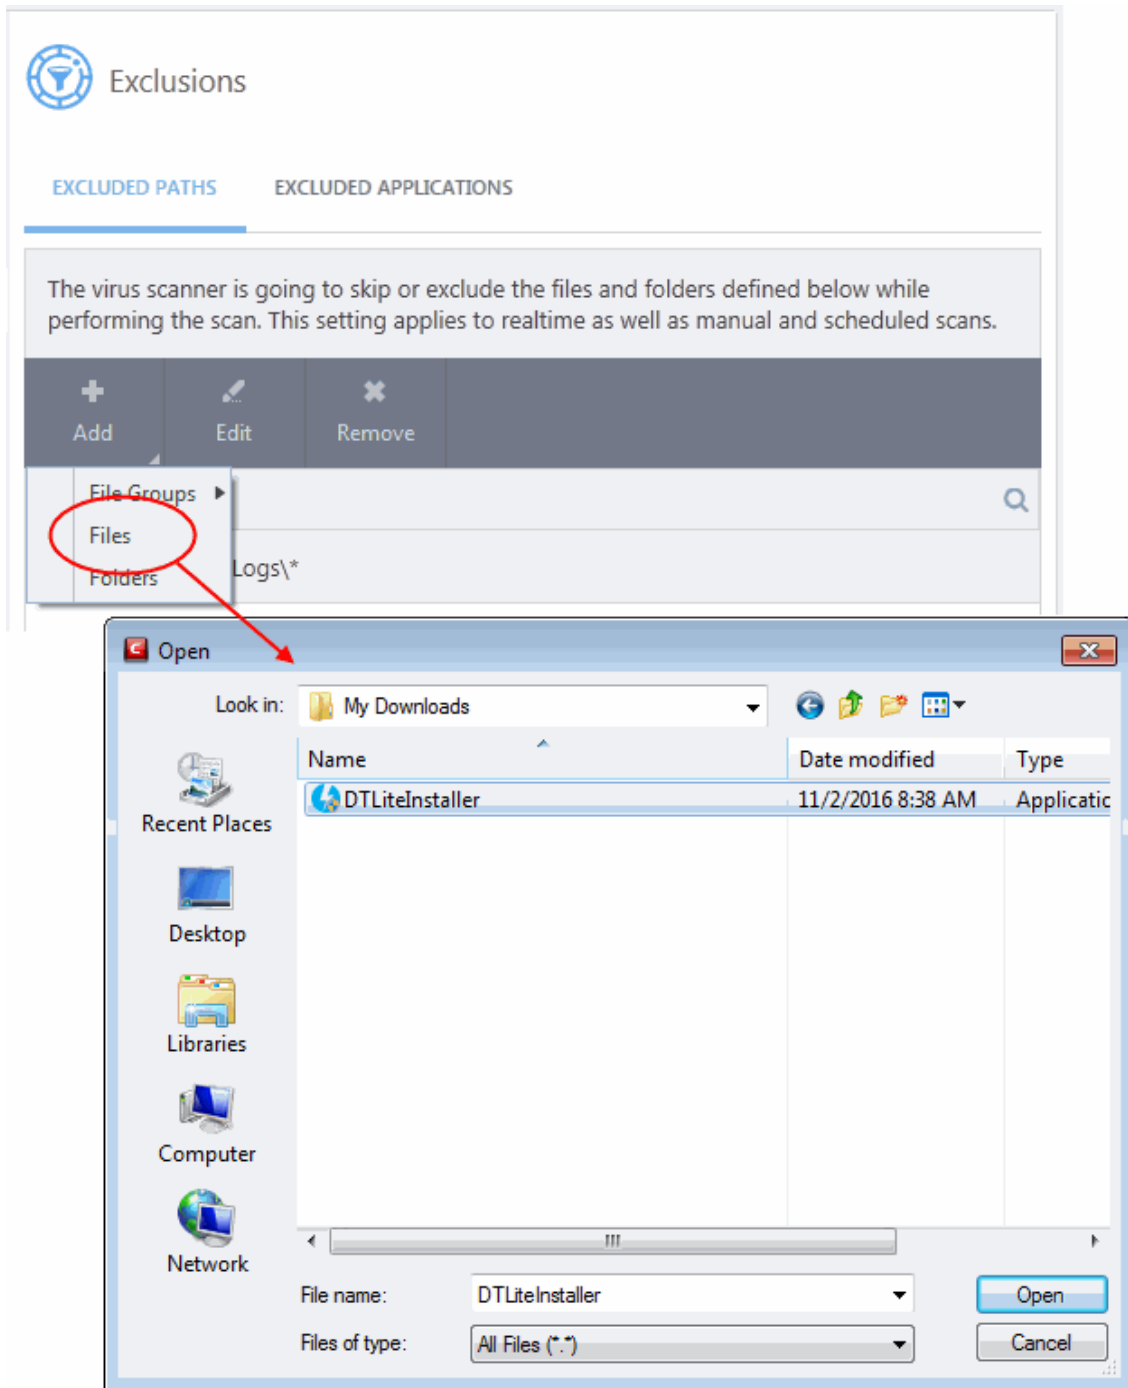 Exclusions
EXCLUDED PATHS EXCLUDED APPLICATIONS
The virus scanner is going to skip or exclude the files and folders defined below while
performing the scan. This setting applies to realtime as well as manual and scheduled scans.
Add Edit Remove
File Groups
Files
Folders
Logs\*
Open
Look in: My Downloads
Name Date modified Type
DTLiteInstaller 11/2/2016 8:38 AM Applicatic
Recent Places
Desktop
Libraries
Computer
Network
File name: DTLiteInstaller Open
Files of type: All Files (*.*) Cancel